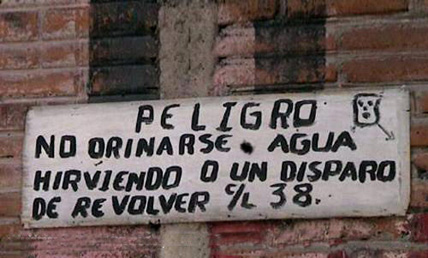 PELIGRO
NO ORINARSE • AGUA
HIRVIENDO O UN DISPARO
DE REVOLVER C/L 38.